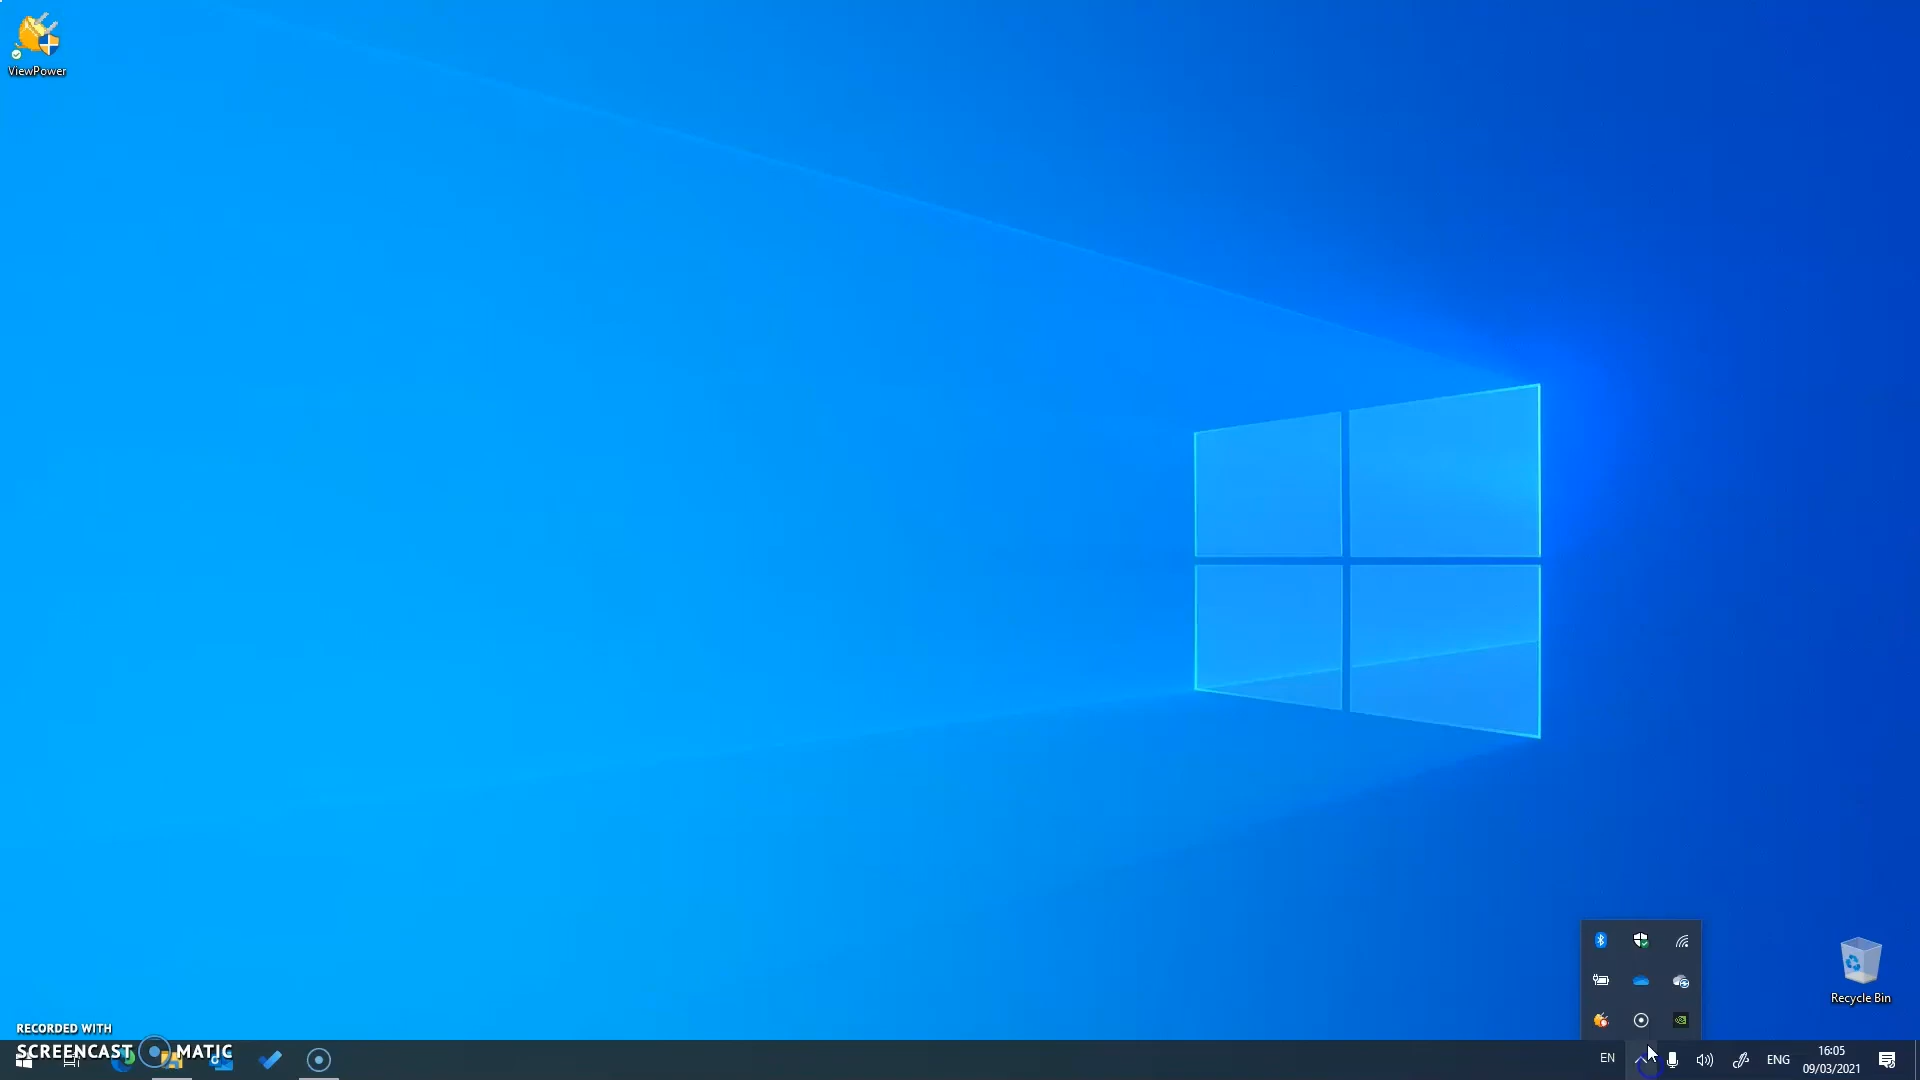 ViewPower
Recycle Bin
RECORDED WITH
SCREENCAST MATIC
EN
ENG
16:05
09/03/2021